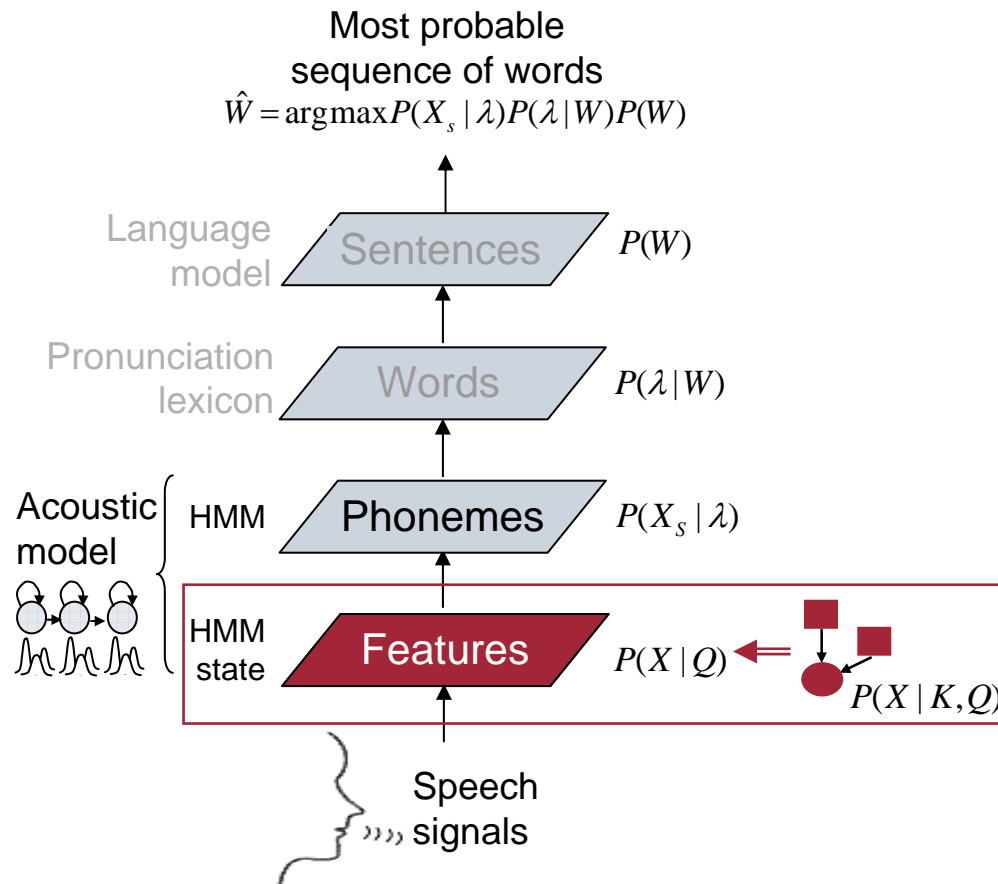 Most probable
sequence of words
Ŵ = argmax P(X_s | λ)P(λ | W)P(W)
Language
model
Sentences
P(W)
Pronunciation
lexicon
Words
P(λ | W)
Acoustic
model
HMM
Phonemes
P(X_S | λ)
HMM
state
Features
P(X | Q)
P(X | K, Q)
Speech
signals